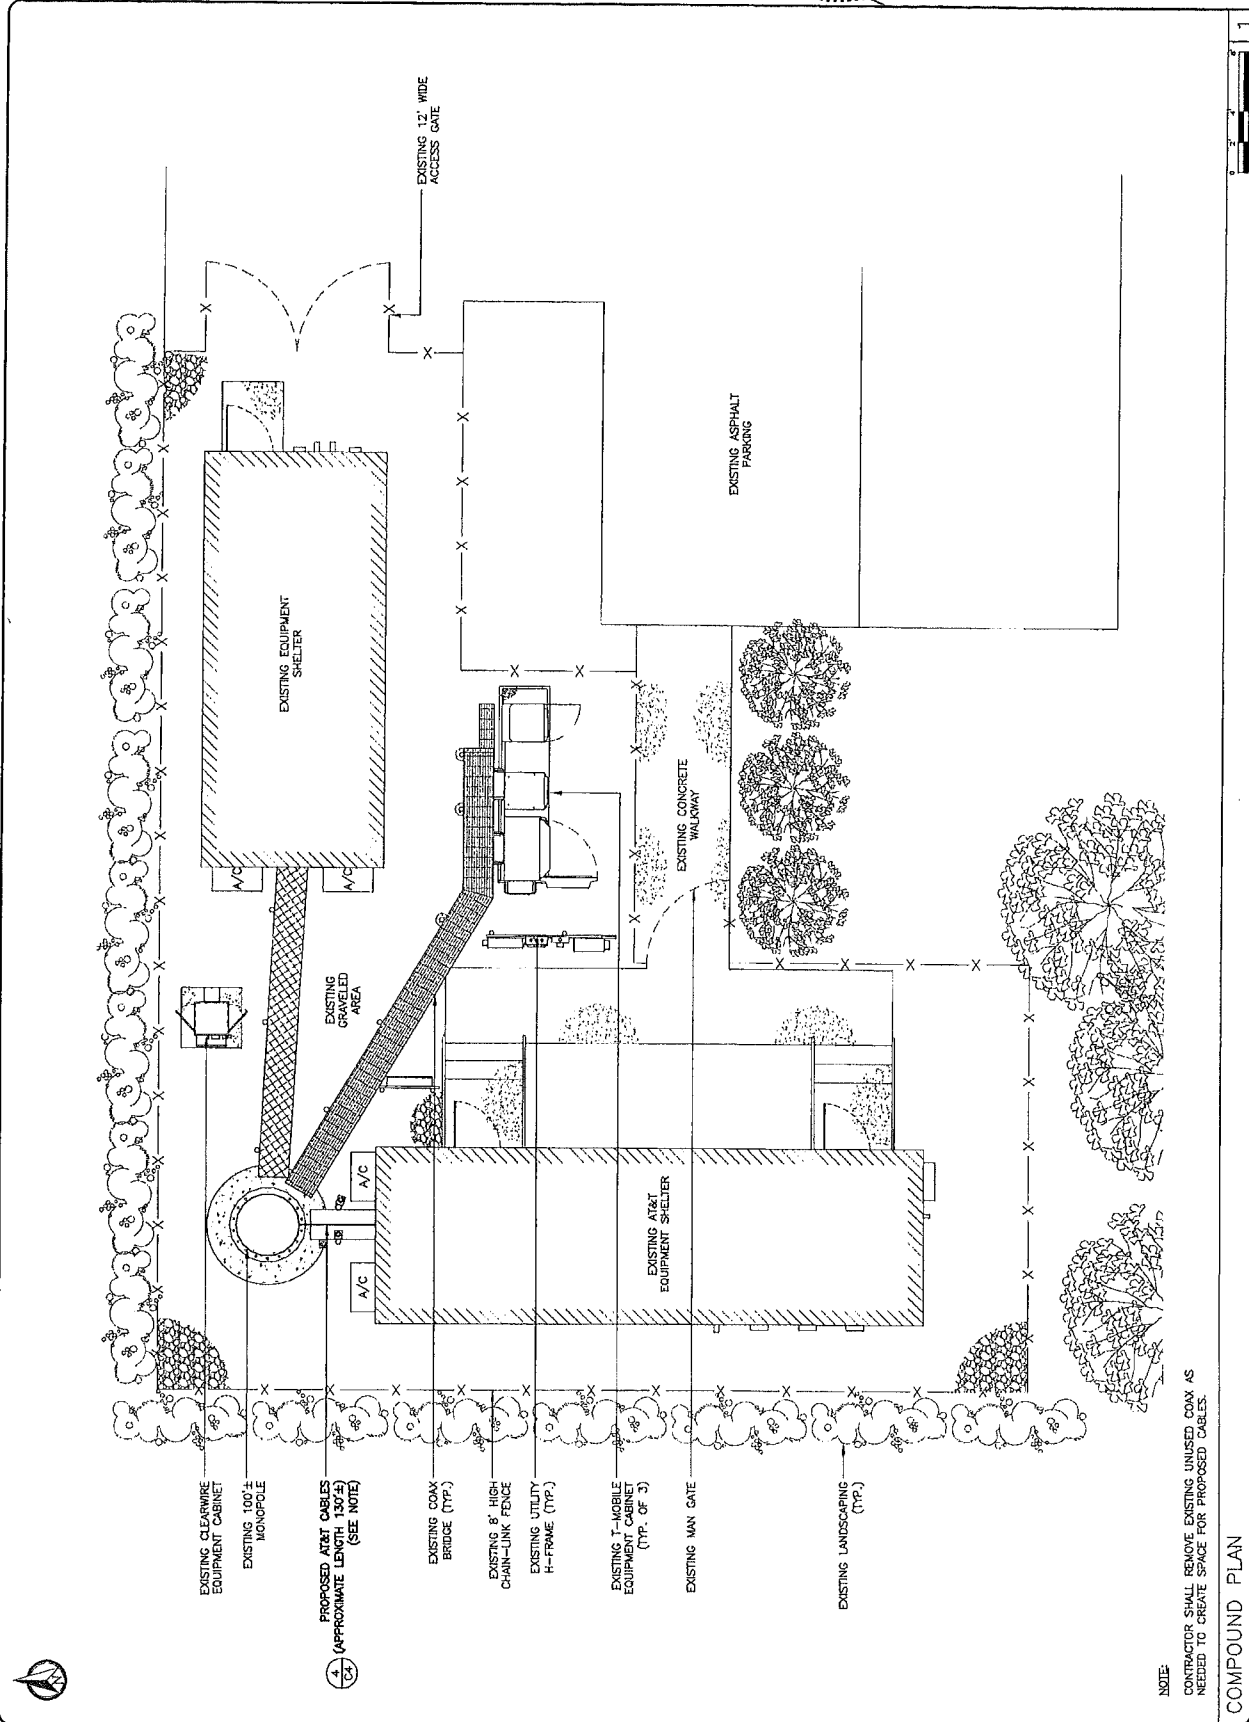 EXISTING 12' WIDE
ACCESS GATE
EXISTING EQUIPMENT
SHELTER
EXISTING ASPHALT
PARKING
A/C
A/C
EXISTING
GRAVELED
AREA
EXISTING CONCRETE
WALKWAY
A/C
A/C
EXISTING AT&T
EQUIPMENT SHELTER
EXISTING CLEARWIRE
EQUIPMENT CABINET
EXISTING 100'±
MONOPOLE
PROPOSED AT&T CABLES
(APPROXIMATE LENGTH 130'±)
(SEE NOTE)
4
C4
EXISTING COAX
BRIDGE (TYP.)
EXISTING 8' HIGH
CHAIN-LINK FENCE
EXISTING UTILITY
H-FRAME (TYP.)
EXISTING T-MOBILE
EQUIPMENT CABINET
(TYP. OF 3)
EXISTING MAN GATE
EXISTING LANDSCAPING
(TYP.)
N
NOTE:
CONTRACTOR SHALL REMOVE EXISTING UNUSED COAX AS
NEEDED TO CREATE SPACE FOR PROPOSED CABLES.
COMPOUND PLAN
0 2' 4'
1